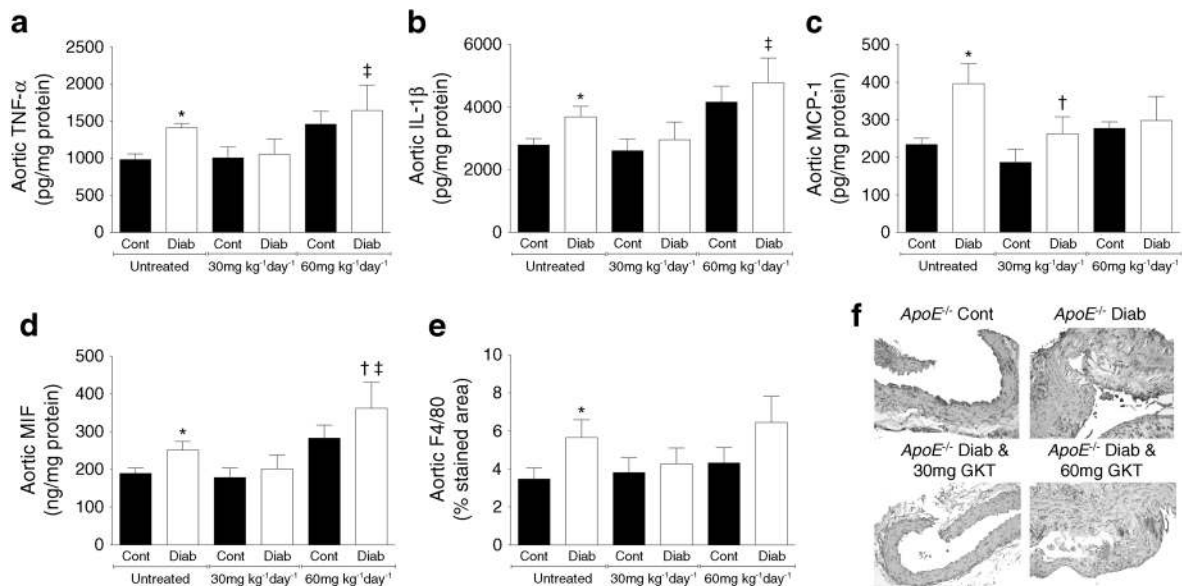 a
Aortic TNF-α
(pg/mg protein)
2500
2000
1500
1000
500
0
*
‡
Cont Diab Cont Diab Cont Diab
Untreated 30mg kg⁻¹day⁻¹ 60mg kg⁻¹day⁻¹
b
Aortic IL-1β
(pg/mg protein)
6000
4000
2000
0
*
‡
Cont Diab Cont Diab Cont Diab
Untreated 30mg kg⁻¹day⁻¹ 60mg kg⁻¹day⁻¹
c
Aortic MCP-1
(pg/mg protein)
500
400
300
200
100
0
*
†
Cont Diab Cont Diab Cont Diab
Untreated 30mg kg⁻¹day⁻¹ 60mg kg⁻¹day⁻¹
d
Aortic MIF
(ng/mg protein)
500
400
300
200
100
0
*
† ‡
Cont Diab Cont Diab Cont Diab
Untreated 30mg kg⁻¹day⁻¹ 60mg kg⁻¹day⁻¹
e
Aortic F4/80
(% stained area)
10
8
6
4
2
0
*
Cont Diab Cont Diab Cont Diab
Untreated 30mg kg⁻¹day⁻¹ 60mg kg⁻¹day⁻¹
f
ApoE⁻/⁻ Cont
ApoE⁻/⁻ Diab
ApoE⁻/⁻ Diab &
30mg GKT
ApoE⁻/⁻ Diab &
60mg GKT